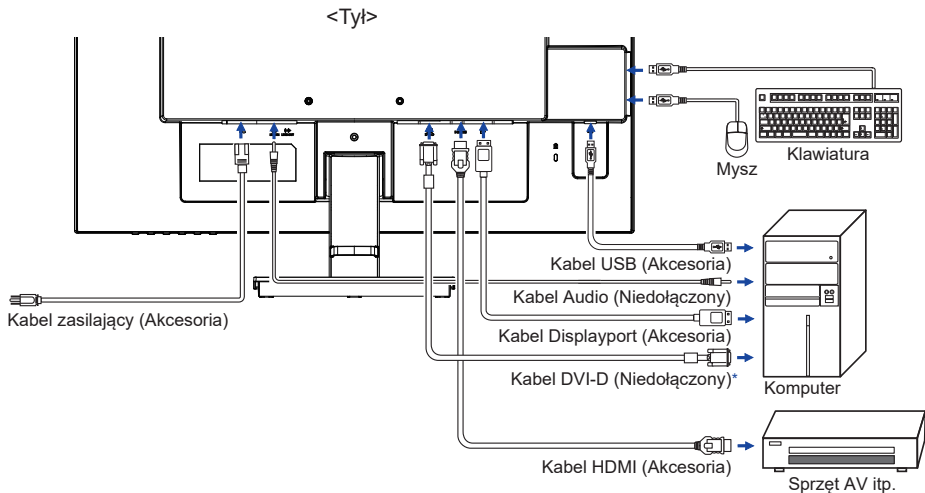 <Tył>
Klawiatura
Mysz
Kabel USB (Akcesoria)
Kabel Audio (Niedołączony)
Kabel zasilający (Akcesoria)
Kabel Displayport (Akcesoria)
Kabel DVI-D (Niedołączony)*
Komputer
Kabel HDMI (Akcesoria)
Sprzęt AV itp.